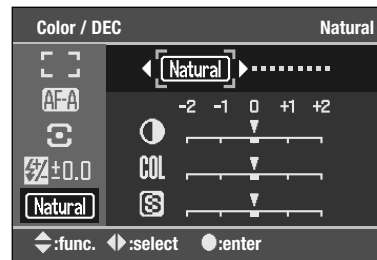 Color / DEC Natural
Natural
AF-A
-2 -1 0 +1 +2
COL
±0.0
S
Natural
:func. :select :enter